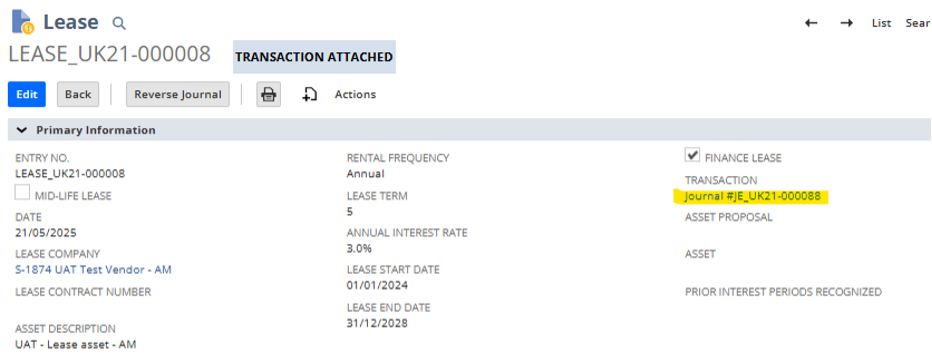 Lease
List Sear
LEASE_UK21-000008 TRANSACTION ATTACHED
Edit Back Reverse Journal Actions
Primary Information
ENTRY NO.
LEASE_UK21-000008
MID-LIFE LEASE
DATE
21/05/2025
LEASE COMPANY
S-1874 UAT Test Vendor - AM
LEASE CONTRACT NUMBER
ASSET DESCRIPTION
UAT - Lease asset - AM
RENTAL FREQUENCY
Annual
LEASE TERM
5
ANNUAL INTEREST RATE
3.0%
LEASE START DATE
01/01/2024
LEASE END DATE
31/12/2028
FINANCE LEASE
TRANSACTION
Journal #JE_UK21-000088
ASSET PROPOSAL
ASSET
PRIOR INTEREST PERIODS RECOGNIZED